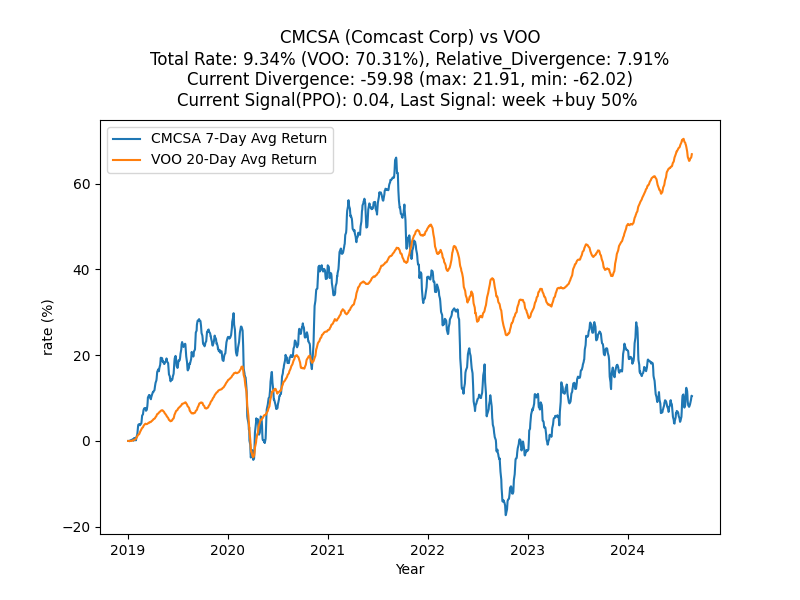 CMCSA (Comcast Corp) vs VOO
Total Rate: 9.34% (VOO: 70.31%), Relative_Divergence: 7.91%
Current Divergence: -59.98 (max: 21.91, min: -62.02)
Current Signal(PPO): 0.04, Last Signal: week +buy 50%
CMCSA 7-Day Avg Return
VOO 20-Day Avg Return
rate (%)
60
40
20
0
−20
2019 2020 2021 2022 2023 2024
Year